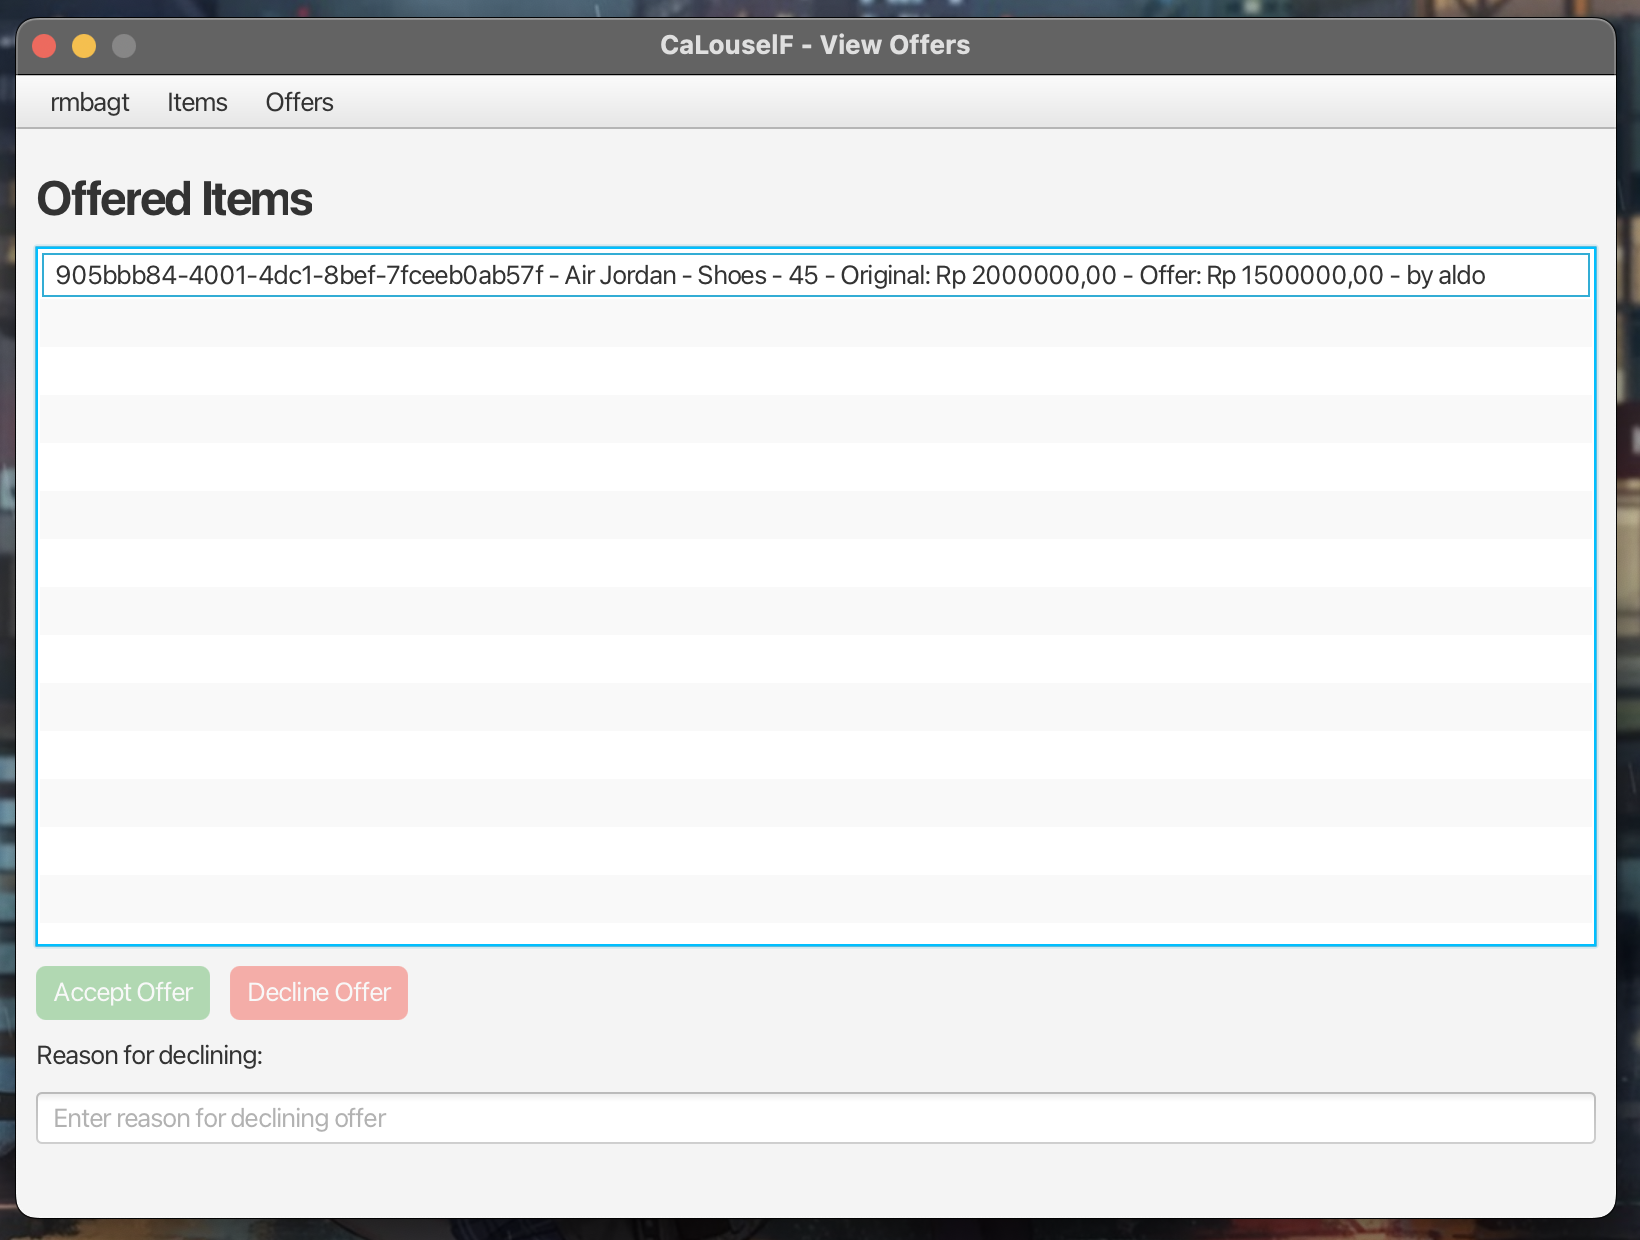 CaLouselF - View Offers
rmbagt Items Offers
Offered Items
905bbb84-4001-4dc1-8bef-7fceeb0ab57f - Air Jordan - Shoes - 45 - Original: Rp 2000000,00 - Offer: Rp 1500000,00 - by aldo
Accept Offer Decline Offer
Reason for declining:
Enter reason for declining offer